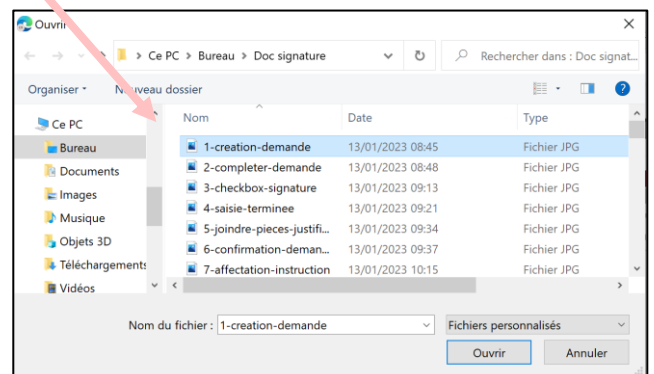 Ouvrir
Ce PC > Bureau > Doc signature
Rechercher dans : Doc signat...
Organiser
Nouveau dossier
Ce PC
Bureau
Documents
Images
Musique
Objets 3D
Téléchargements
Vidéos
Nom Date Type
1-creation-demande 13/01/2023 08:45 Fichier JPG
2-completer-demande 13/01/2023 08:48 Fichier JPG
3-checkbox-signature 13/01/2023 09:13 Fichier JPG
4-saisie-terminee 13/01/2023 09:21 Fichier JPG
5-joindre-pieces-justifi... 13/01/2023 09:34 Fichier JPG
6-confirmation-deman... 13/01/2023 09:37 Fichier JPG
7-affectation-instruction 13/01/2023 10:15 Fichier JPG
Nom du fichier : 1-creation-demande
Fichiers personnalisés
Ouvrir Annuler